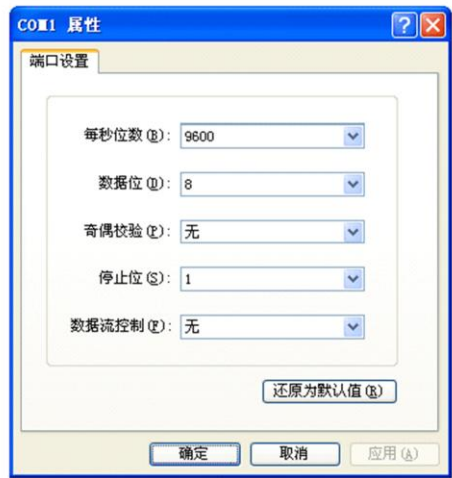 COM1 属性
端口设置
每秒位数(B): 9600
数据位(D): 8
奇偶校验(P): 无
停止位(S): 1
数据流控制(F): 无
还原为默认值(R)
确定 取消 应用(A)